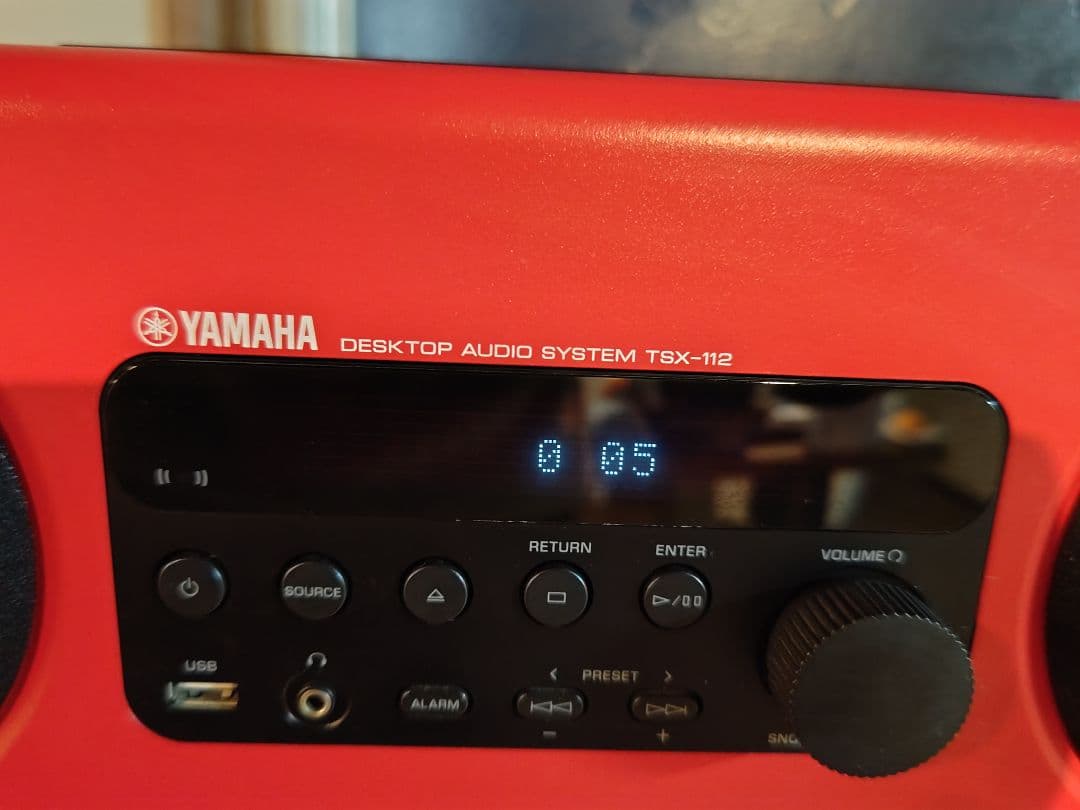 YAMAHA DESKTOP AUDIO SYSTEM TSX-112
0 05
RETURN ENTER VOLUME
SOURCE
USB
PRESET
ALARM
- +